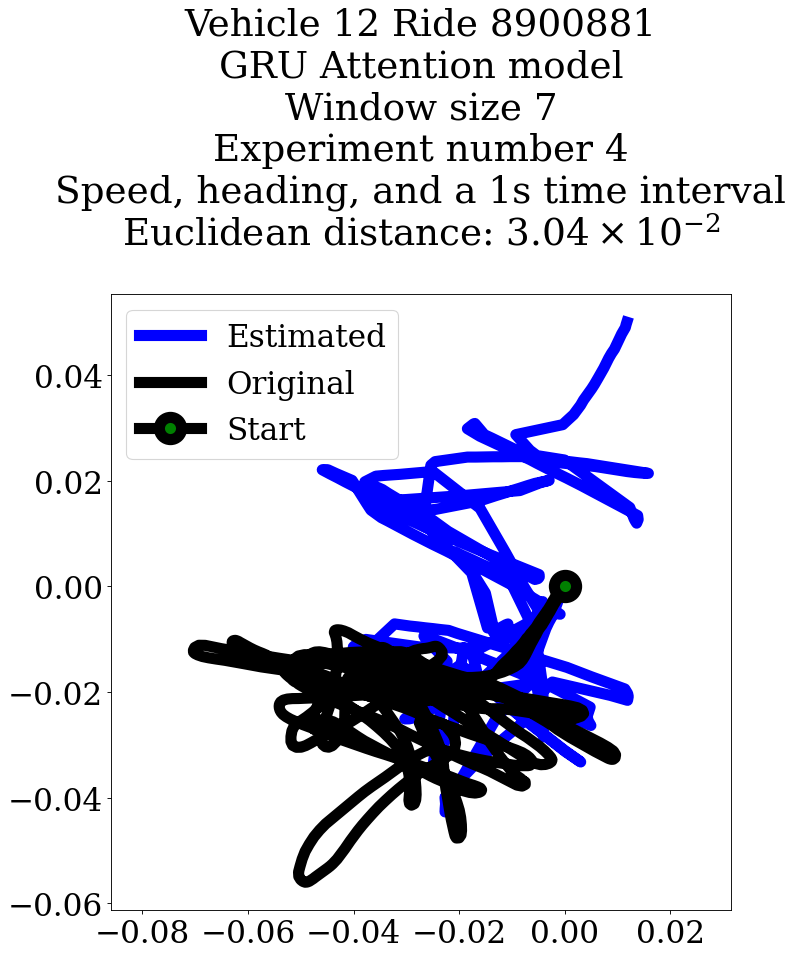 Vehicle 12 Ride 8900881
GRU Attention model
Window size 7
Experiment number 4
Speed, heading, and a 1s time interval
Euclidean distance: 3.04 × 10⁻²
Estimated
Original
Start
0.04
0.02
0.00
−0.02
−0.04
−0.06
−0.08 −0.06 −0.04 −0.02 0.00 0.02